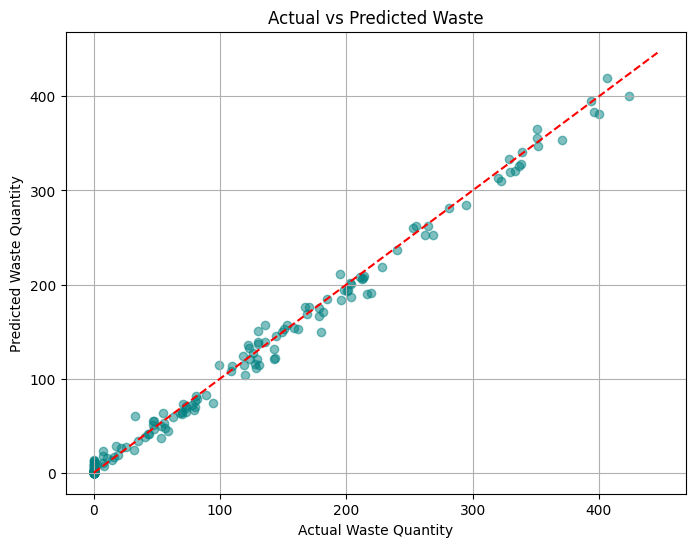 Actual vs Predicted Waste
Predicted Waste Quantity
400
300
200
100
0
0 100 200 300 400
Actual Waste Quantity